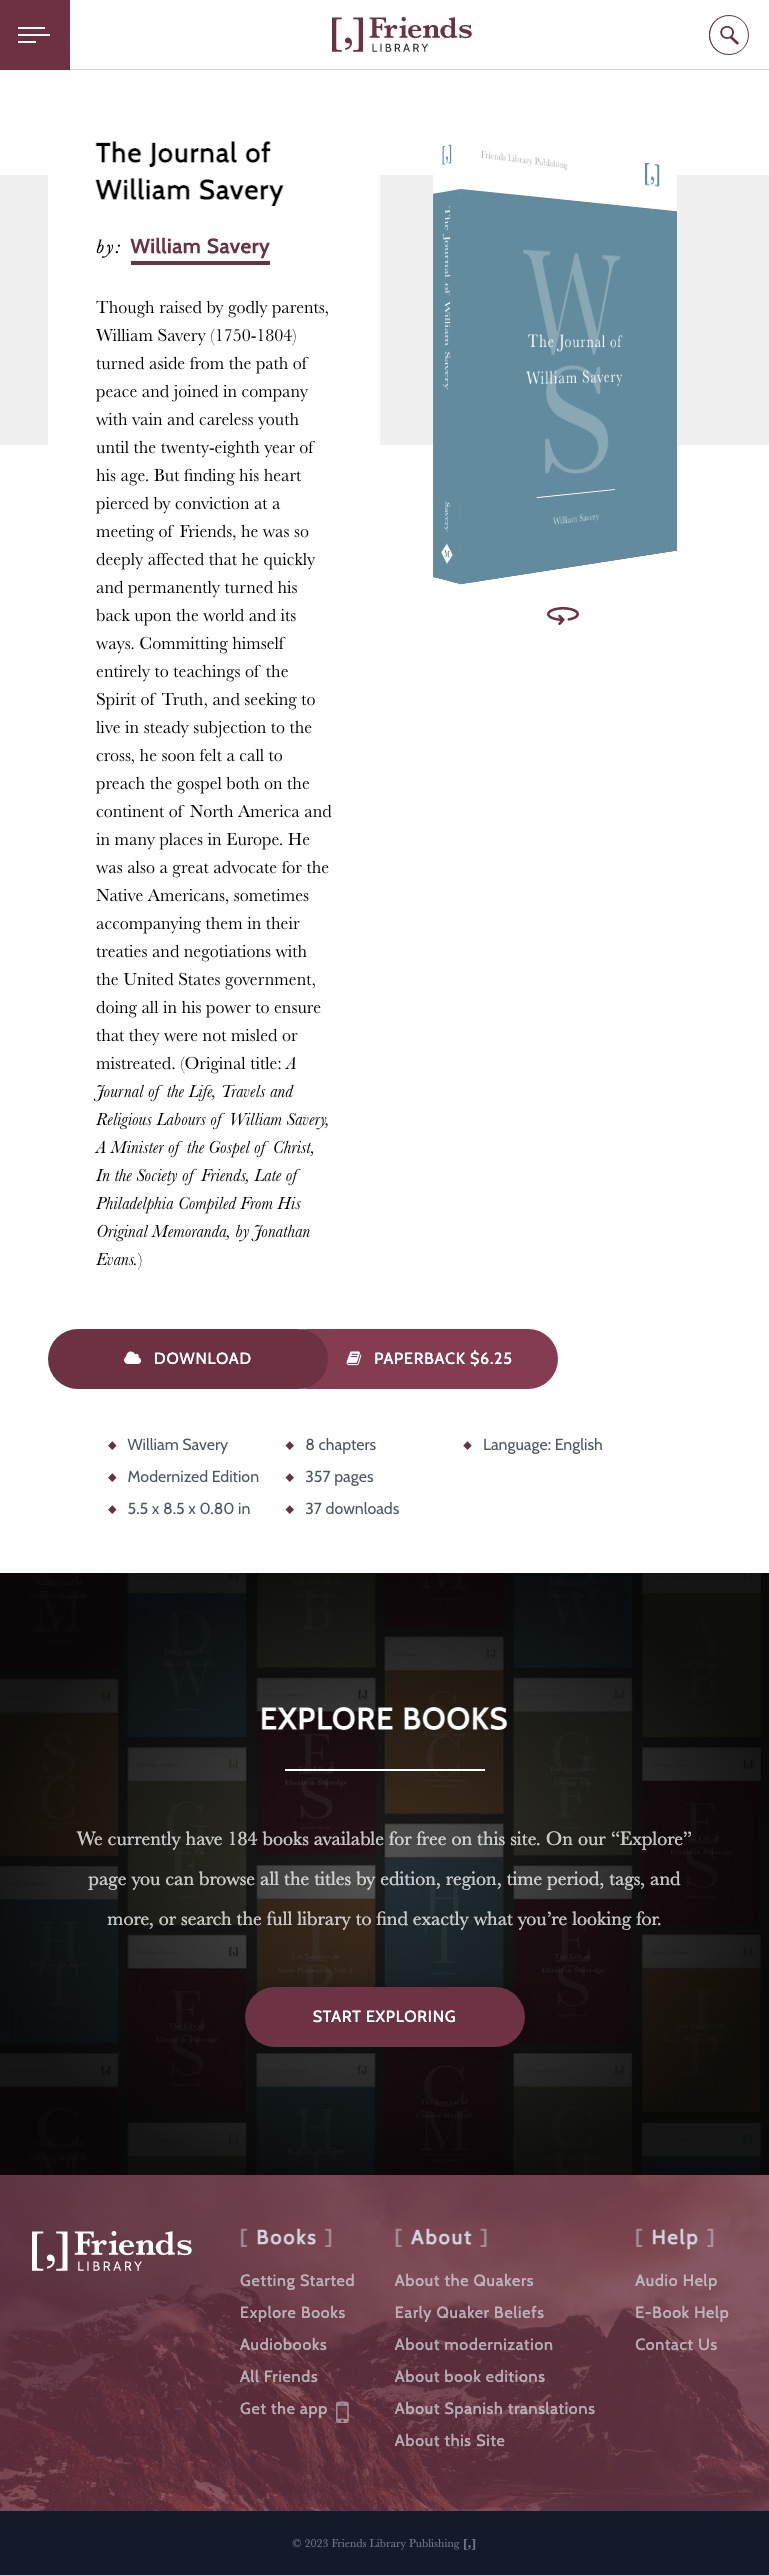 [,] Friends
LIBRARY
The Journal of
William Savery
by: William Savery
Though raised by godly parents,
William Savery (1750-1804)
turned aside from the path of
peace and joined in company
with vain and careless youth
until the twenty-eighth year of
his age. But finding his heart
pierced by conviction at a
meeting of Friends, he was so
deeply affected that he quickly
and permanently turned his
back upon the world and its
ways. Committing himself
entirely to teachings of the
Spirit of Truth, and seeking to
live in steady subjection to the
cross, he soon felt a call to
preach the gospel both on the
continent of North America and
in many places in Europe. He
was also a great advocate for the
Native Americans, sometimes
accompanying them in their
treaties and negotiations with
the United States government,
doing all in his power to ensure
that they were not misled or
mistreated. (Original title: A
Journal of the Life, Travels and
Religious Labours of William Savery,
A Minister of the Gospel of Christ,
In the Society of Friends, Late of
Philadelphia Compiled From His
Original Memoranda, by Jonathan
Evans.)
[,]
Friends Library Publishing
[,]
The Journal of William Savery
Savery
W
S
The Journal of
William Savery
William Savery
DOWNLOAD
PAPERBACK $6.25
William Savery
Modernized Edition
5.5 x 8.5 x 0.80 in
8 chapters
357 pages
37 downloads
Language: English
EXPLORE BOOKS
We currently have 184 books available for free on this site. On our “Explore”
page you can browse all the titles by edition, region, time period, tags, and
more, or search the full library to find exactly what you’re looking for.
START EXPLORING
[,] Friends
LIBRARY
[ Books ]
Getting Started
Explore Books
Audiobooks
All Friends
Get the app
[ About ]
About the Quakers
Early Quaker Beliefs
About modernization
About book editions
About Spanish translations
About this Site
[ Help ]
Audio Help
E-Book Help
Contact Us
© 2023 Friends Library Publishing [,]